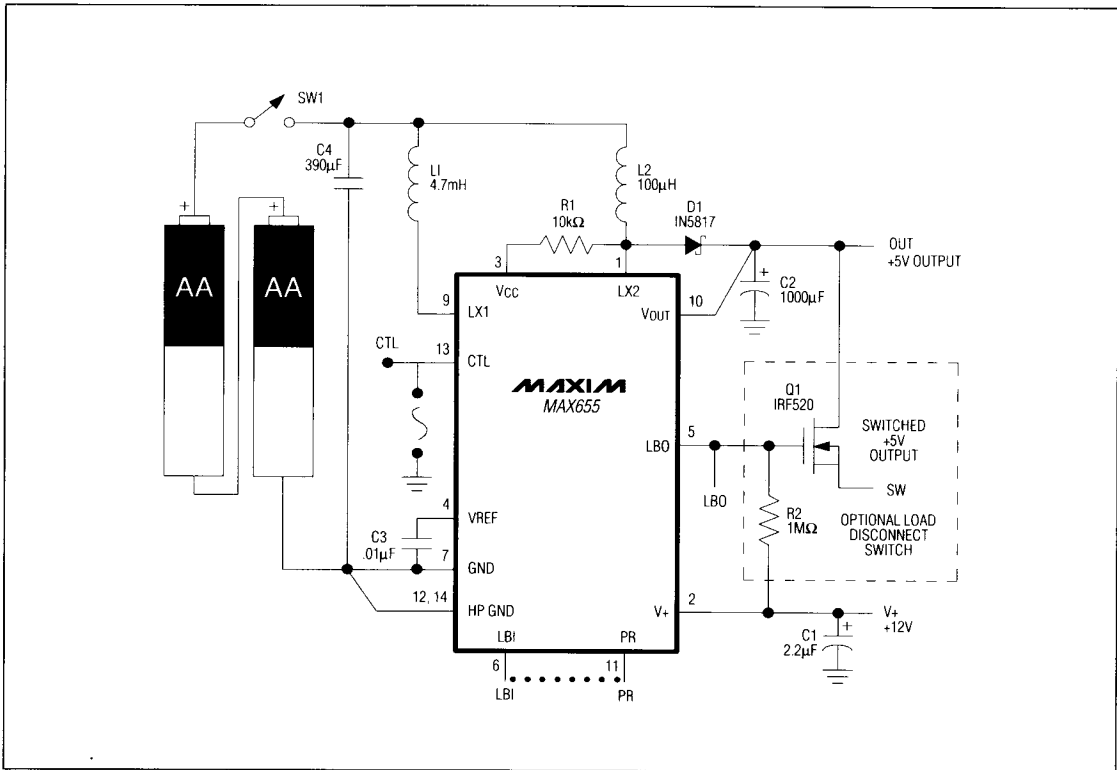 SW1
C4
390µF
L1
4.7mH
L2
100µH
R1
10kΩ
D1
IN5817
OUT
+5V OUTPUT
+
+
AA
AA
3
VCC
1
LX2
9
LX1
10
VOUT
+
C2
1000µF
CTL
13
CTL
MAXIM
MAX655
Q1
IRF520
SWITCHED
+5V
OUTPUT
5
LBO
LBO
SW
R2
1MΩ
OPTIONAL LOAD
DISCONNECT
SWITCH
4
VREF
C3
.01µF
7
GND
12, 14
HP GND
2
V+
V+
+12V
+
C1
2.2µF
LBI
PR
6
11
LBI
PR